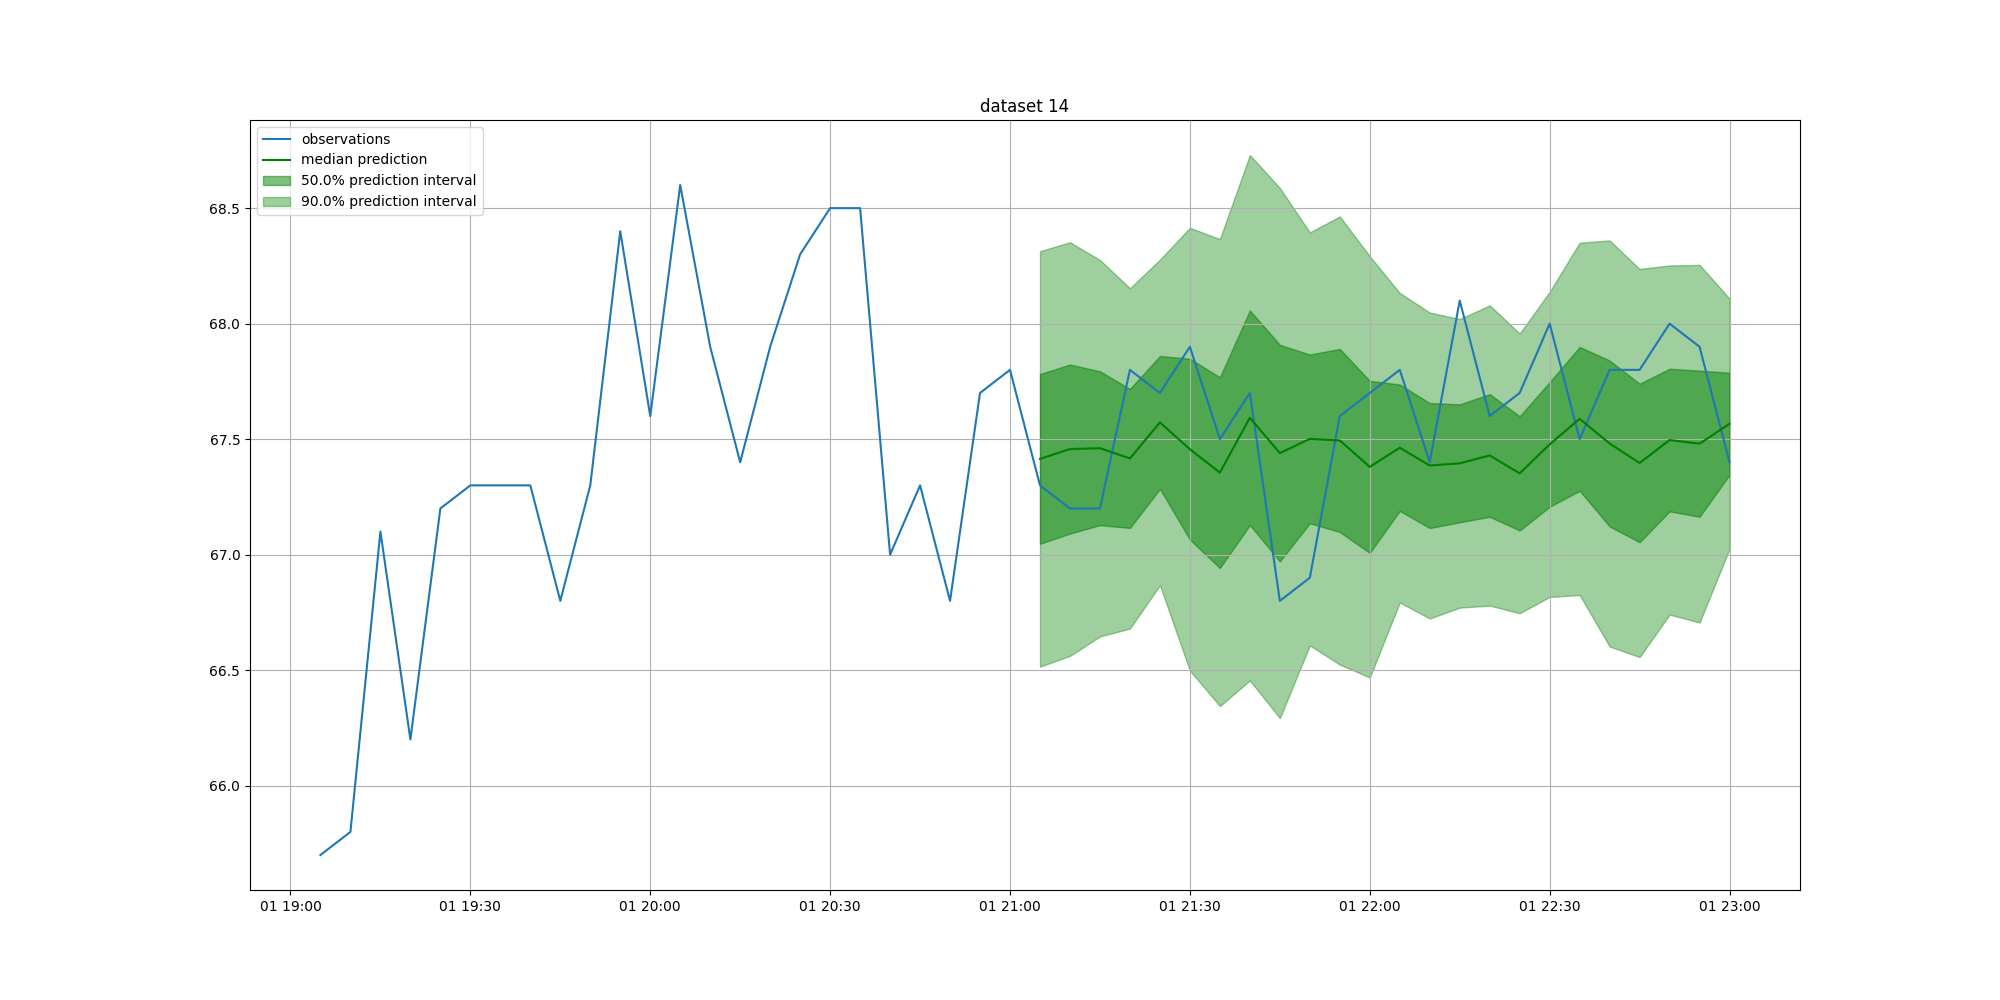 dataset 14
observations
median prediction
50.0% prediction interval
90.0% prediction interval
68.5
68.0
67.5
67.0
66.5
66.0
01 19:00 01 19:30 01 20:00 01 20:30 01 21:00 01 21:30 01 22:00 01 22:30 01 23:00